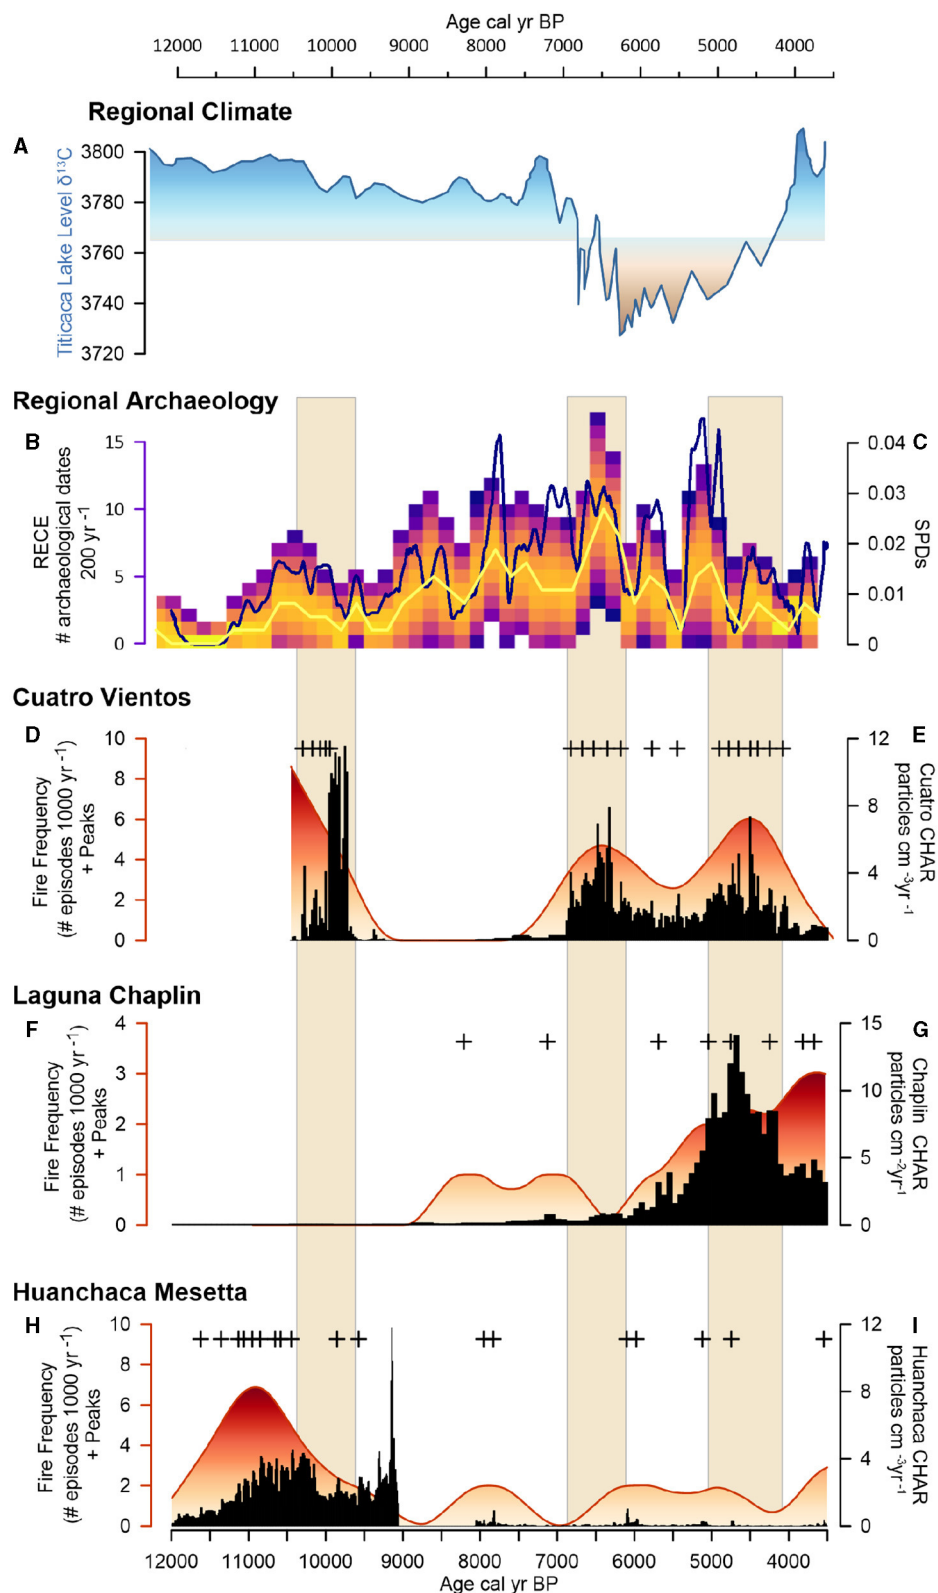 Age cal yr BP
12000 11000 10000 9000 8000 7000 6000 5000 4000
Regional Climate
A
Titicaca Lake Level δ¹³C
3800
3780
3760
3740
3720
Regional Archaeology
B
RECE
# archaeological dates
200 yr⁻¹
15
10
5
0
C
SPDs
0.04
0.03
0.02
0.01
0
Cuatro Vientos
D
Fire Frequency
(# episodes 1000 yr⁻¹)
+ Peaks
10
8
6
4
2
0
E
Cuatro CHAR
particles cm⁻³yr⁻¹
12
8
4
0
Laguna Chaplin
F
Fire Frequency
(# episodes 1000 yr⁻¹)
+ Peaks
4
3
2
1
0
G
Chaplin CHAR
particles cm⁻²yr⁻¹
15
10
5
0
Huanchaca Mesetta
H
Fire Frequency
(# episodes 1000 yr⁻¹)
+ Peaks
10
8
6
4
2
0
I
Huanchaca CHAR
particles cm⁻³yr⁻¹
12
8
4
0
12000 11000 10000 9000 8000 7000 6000 5000 4000
Age cal yr BP